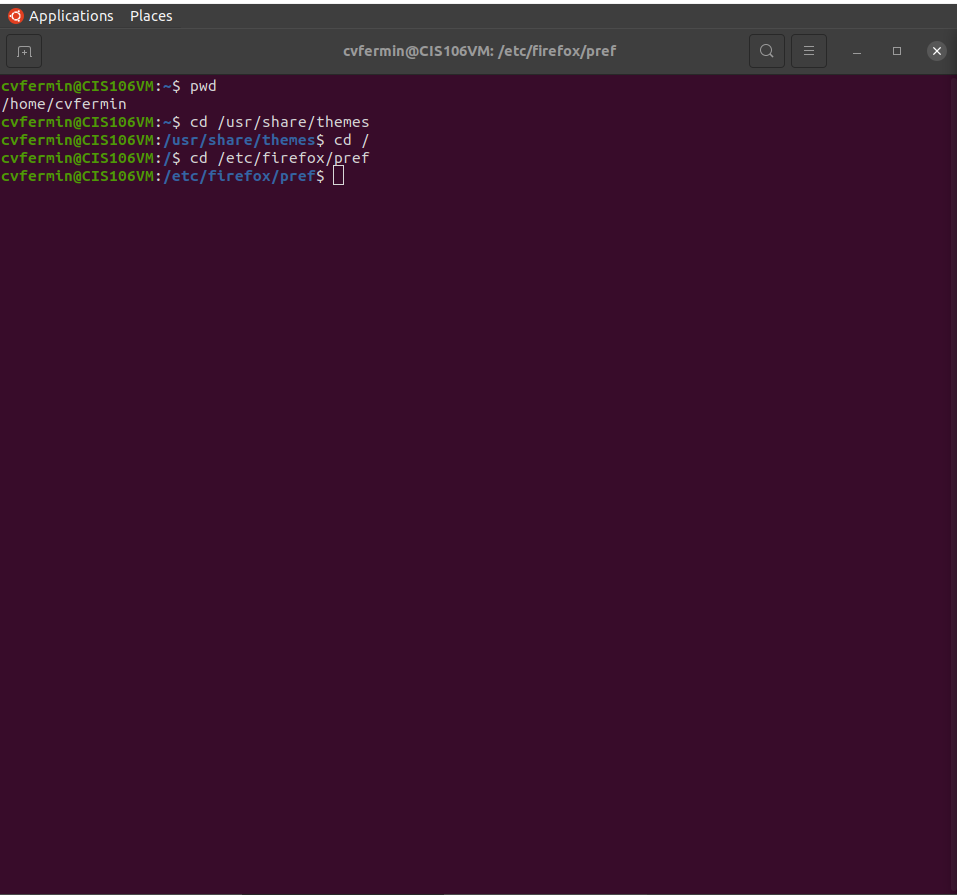 Applications Places
cvfermin@CIS106VM: /etc/firefox/pref
cvfermin@CIS106VM:~$ pwd
/home/cvfermin
cvfermin@CIS106VM:~$ cd /usr/share/themes
cvfermin@CIS106VM:/usr/share/themes$ cd /
cvfermin@CIS106VM:/$ cd /etc/firefox/pref
cvfermin@CIS106VM:/etc/firefox/pref$